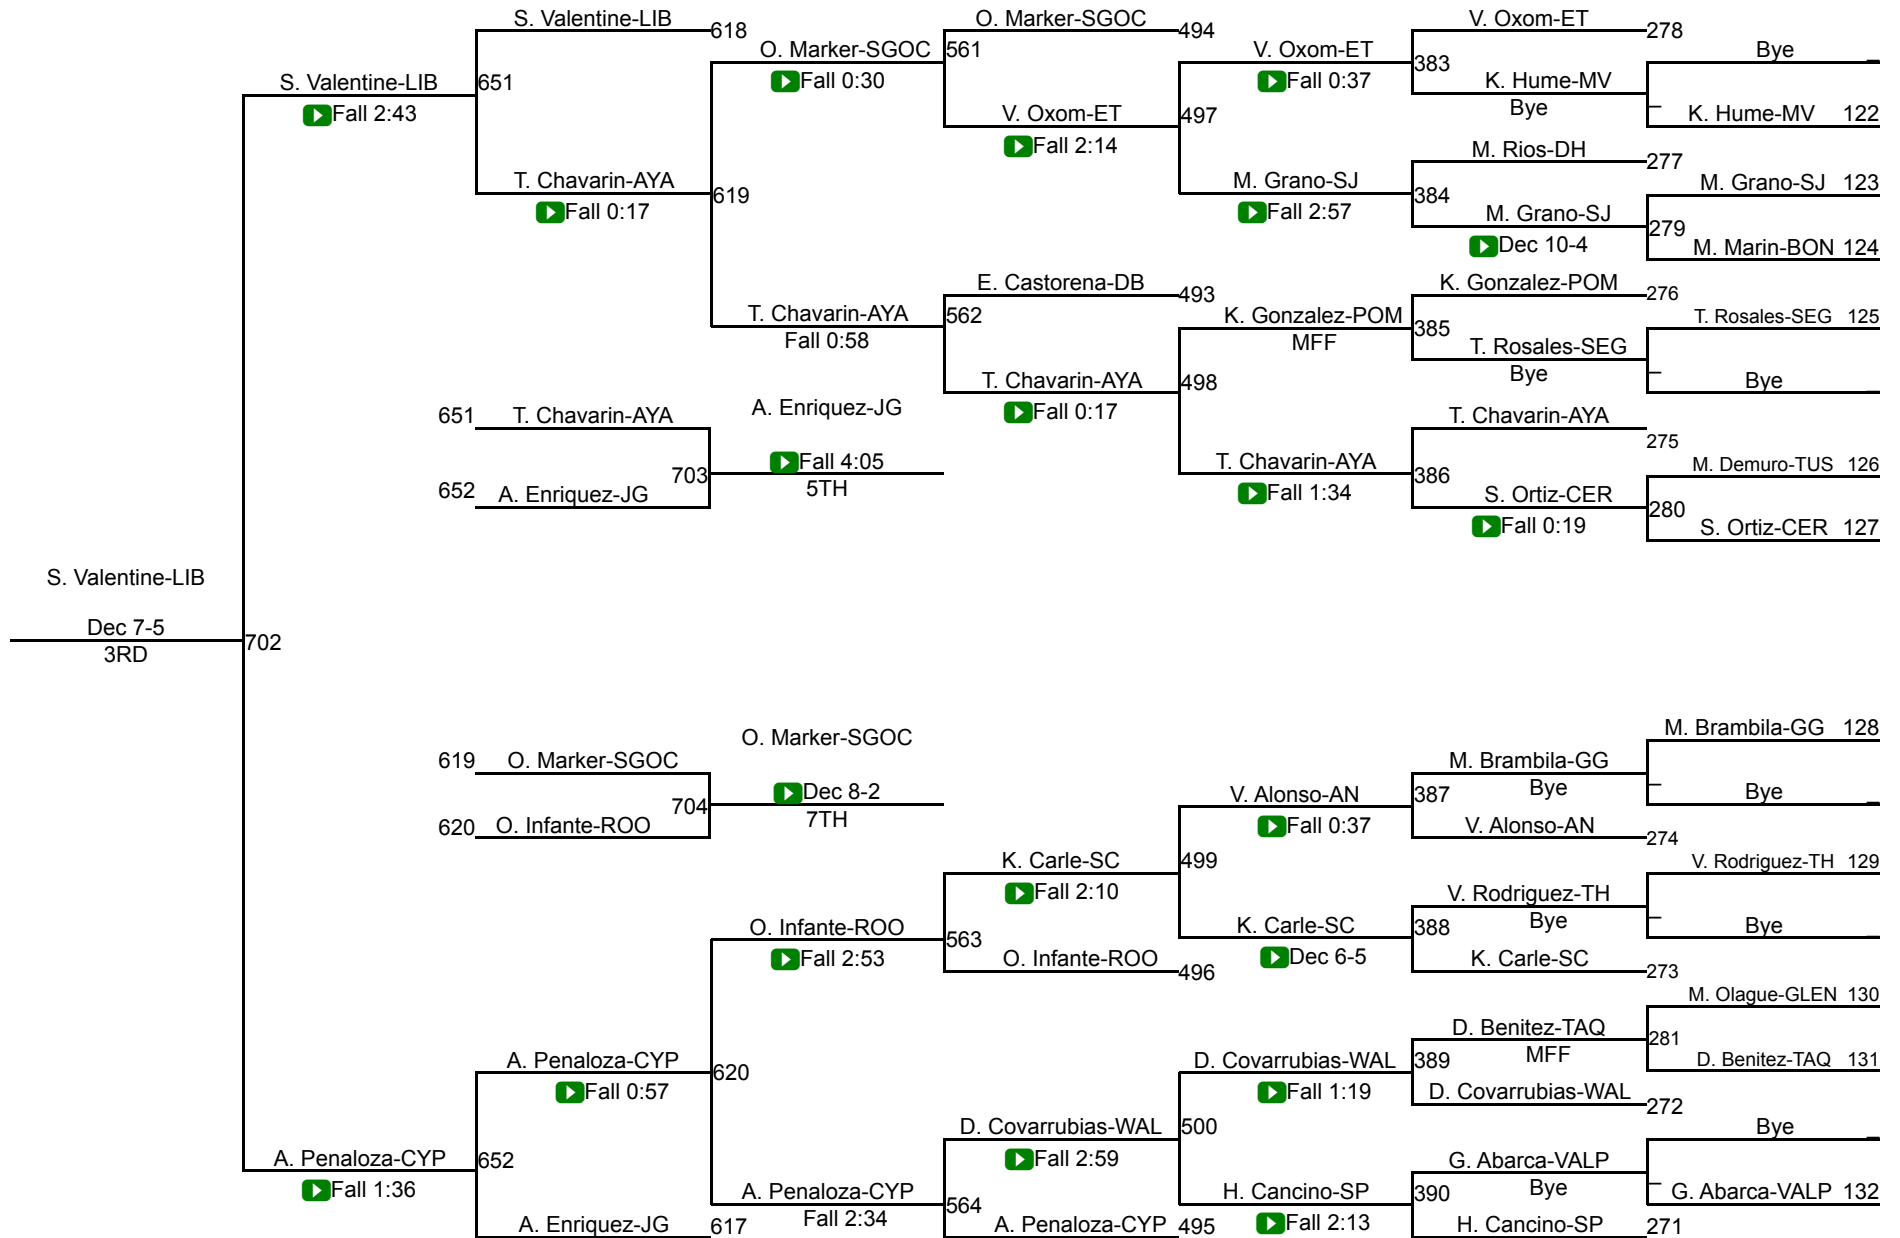 S. Valentine-LIB 618 O. Marker-SGOC 494 V. Oxom-ET 278
O. Marker-SGOC 561 V. Oxom-ET 383 Bye _
S. Valentine-LIB 651 Fall 0:30 Fall 0:37 K. Hume-MV
Fall 2:43 V. Oxom-ET 497 Bye _ K. Hume-MV 122
Fall 2:14 M. Rios-DH 277
T. Chavarin-AYA 619 M. Grano-SJ 384 M. Grano-SJ 123
Fall 0:17 Fall 2:57 M. Grano-SJ 279
Dec 10-4 M. Marin-BON 124
E. Castorena-DB 493 K. Gonzalez-POM 276
T. Chavarin-AYA 562 K. Gonzalez-POM 385 T. Rosales-SEG 125
Fall 0:58 MFF T. Rosales-SEG
T. Chavarin-AYA 498 Bye _ Bye _
651 T. Chavarin-AYA A. Enriquez-JG Fall 0:17 T. Chavarin-AYA 275
703 Fall 4:05 T. Chavarin-AYA 386 M. Demuro-TUS 126
652 A. Enriquez-JG 5TH Fall 1:34 S. Ortiz-CER 280
Fall 0:19 S. Ortiz-CER 127
S. Valentine-LIB
Dec 7-5 702
3RD
O. Marker-SGOC M. Brambila-GG 128
619 O. Marker-SGOC M. Brambila-GG _
704 Dec 8-2 V. Alonso-AN 387 Bye Bye _
620 O. Infante-ROO 7TH Fall 0:37 V. Alonso-AN 274
K. Carle-SC 499 V. Rodriguez-TH 129
Fall 2:10 V. Rodriguez-TH _
O. Infante-ROO 563 K. Carle-SC 388 Bye Bye _
Fall 2:53 O. Infante-ROO 496 Dec 6-5 K. Carle-SC 273
M. Olague-GLEN 130
D. Benitez-TAQ 281
A. Penaloza-CYP 620 D. Covarrubias-WAL 389 MFF D. Benitez-TAQ 131
Fall 0:57 Fall 1:19 D. Covarrubias-WAL 272
D. Covarrubias-WAL 500 Bye _
A. Penaloza-CYP 652 Fall 2:59 G. Abarca-VALP _
Fall 1:36 A. Penaloza-CYP 564 H. Cancino-SP 390 Bye G. Abarca-VALP 132
A. Enriquez-JG 617 Fall 2:34 A. Penaloza-CYP 495 Fall 2:13 H. Cancino-SP 271